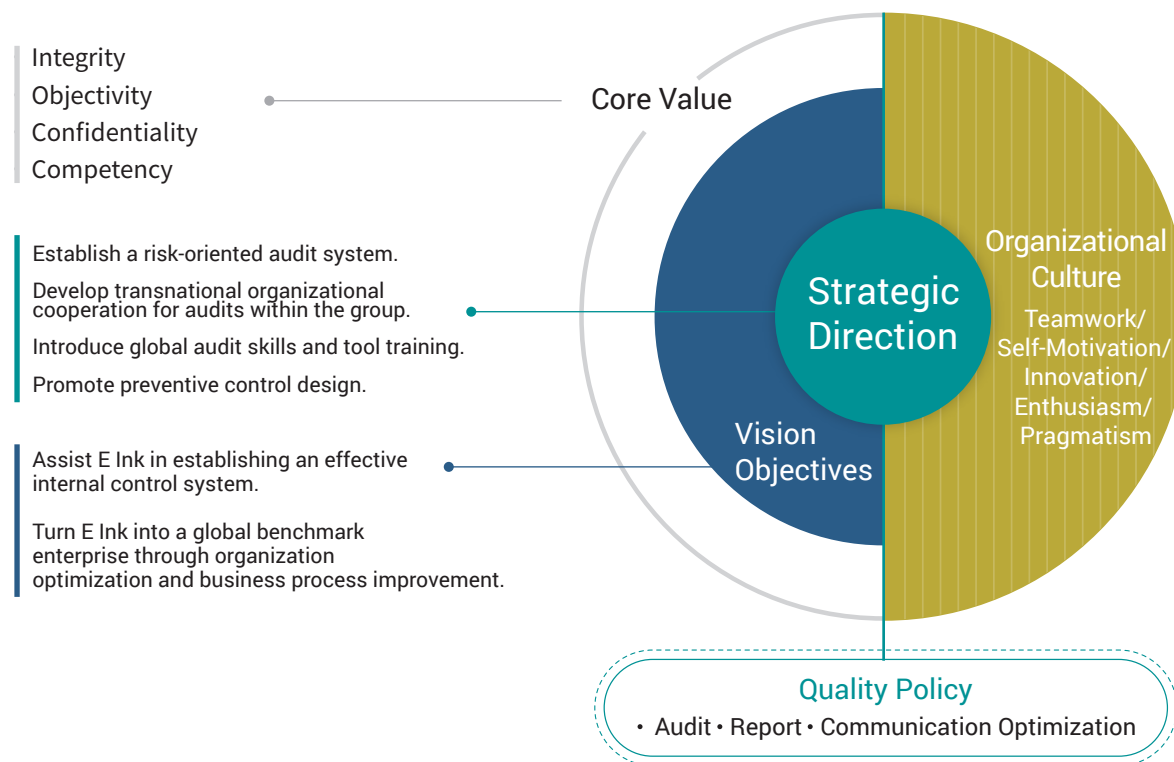 Integrity
Objectivity
Confidentiality
Competency
Core Value
Establish a risk-oriented audit system.
Develop transnational organizational
cooperation for audits within the group.
Introduce global audit skills and tool training.
Promote preventive control design.
Strategic
Direction
Organizational
Culture
Teamwork/
Self-Motivation/
Innovation/
Enthusiasm/
Pragmatism
Vision
Objectives
Assist E Ink in establishing an effective
internal control system.
Turn E Ink into a global benchmark
enterprise through organization
optimization and business process improvement.
Quality Policy
• Audit • Report • Communication Optimization